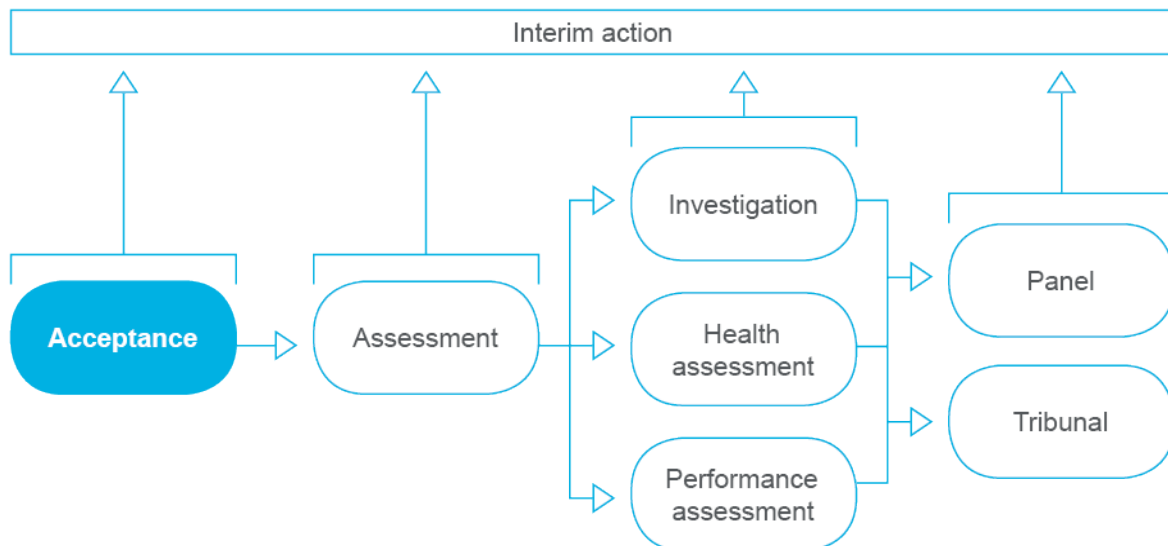 Interim action
Acceptance
Assessment
Investigation
Health
assessment
Performance
assessment
Panel
Tribunal